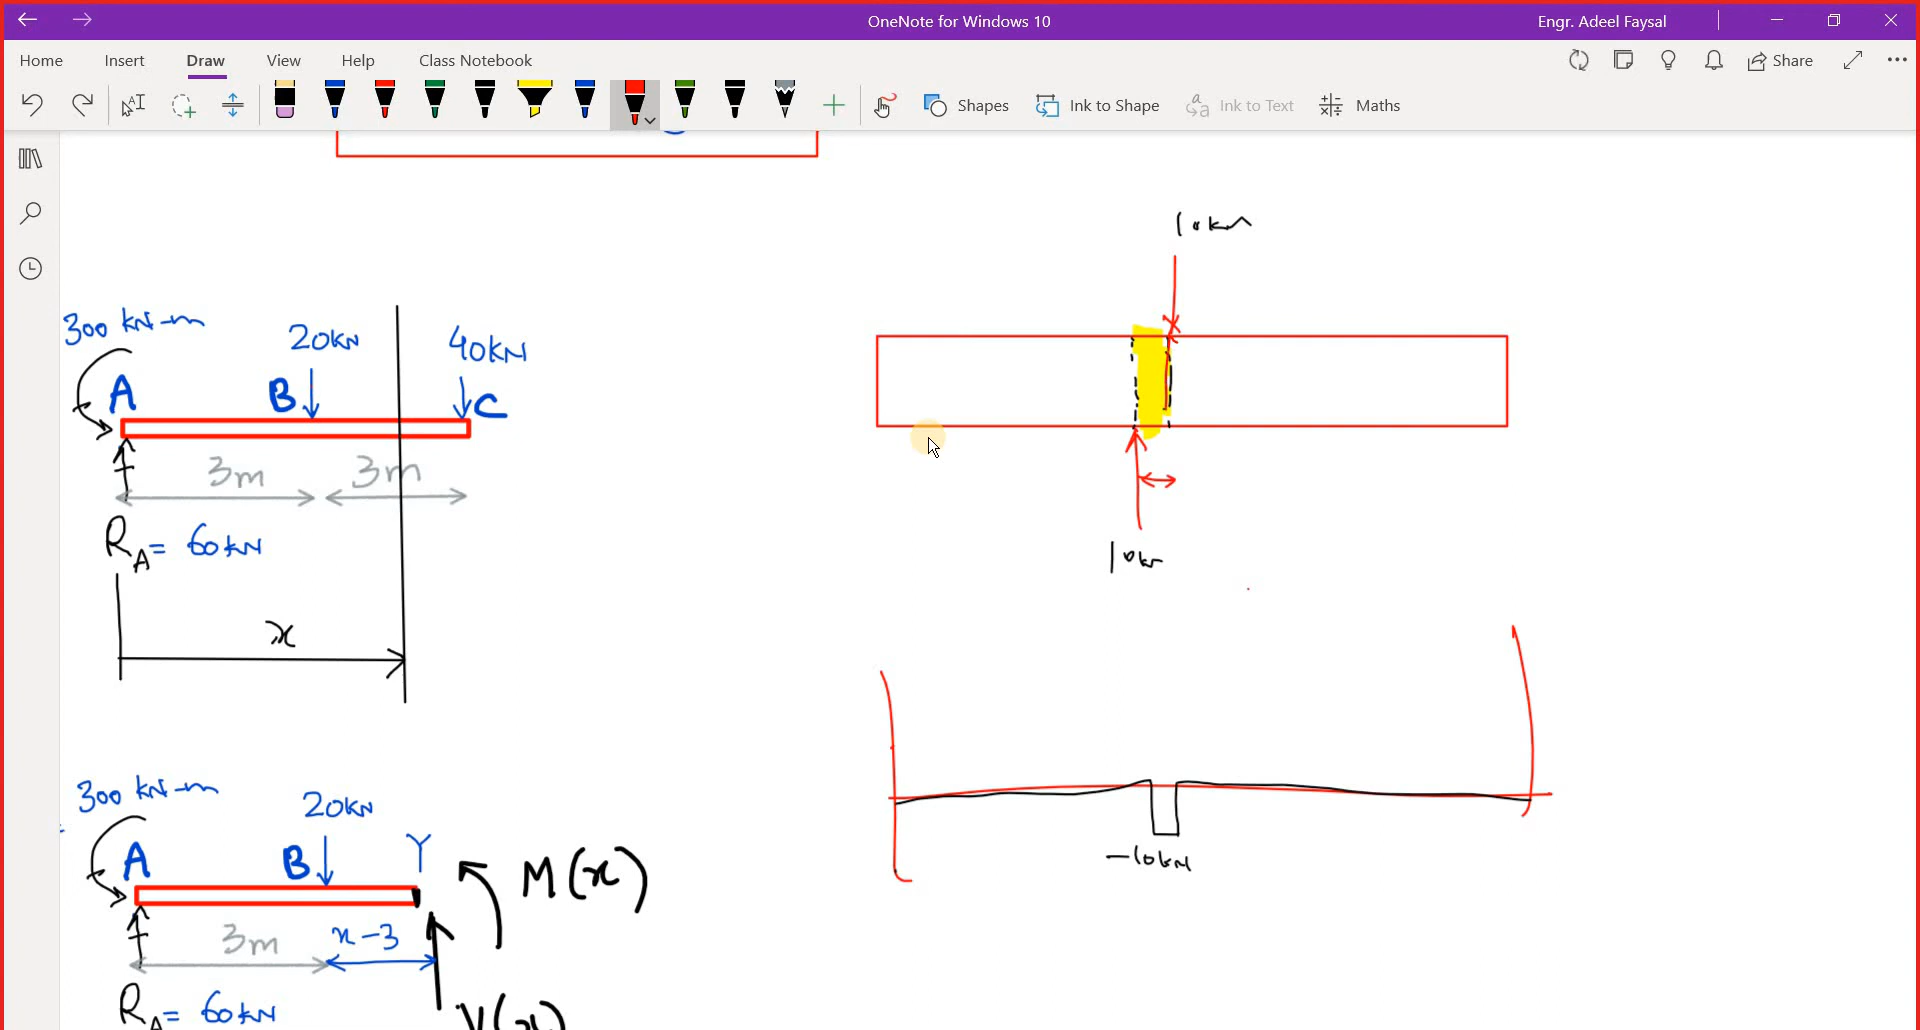 OneNote for Windows 10
Engr. Adeel Faysal
Home Insert Draw View Help Class Notebook
Share
Shapes Ink to Shape Ink to Text Maths
10kN
300 kN-m
20kN
40kN
A B C
3m 3m
R_A = 60kN
x
10kN
300 kN-m
20kN
A B Y
M(x)
3m x-3
R_A = 60kN
V(x)
-10kN